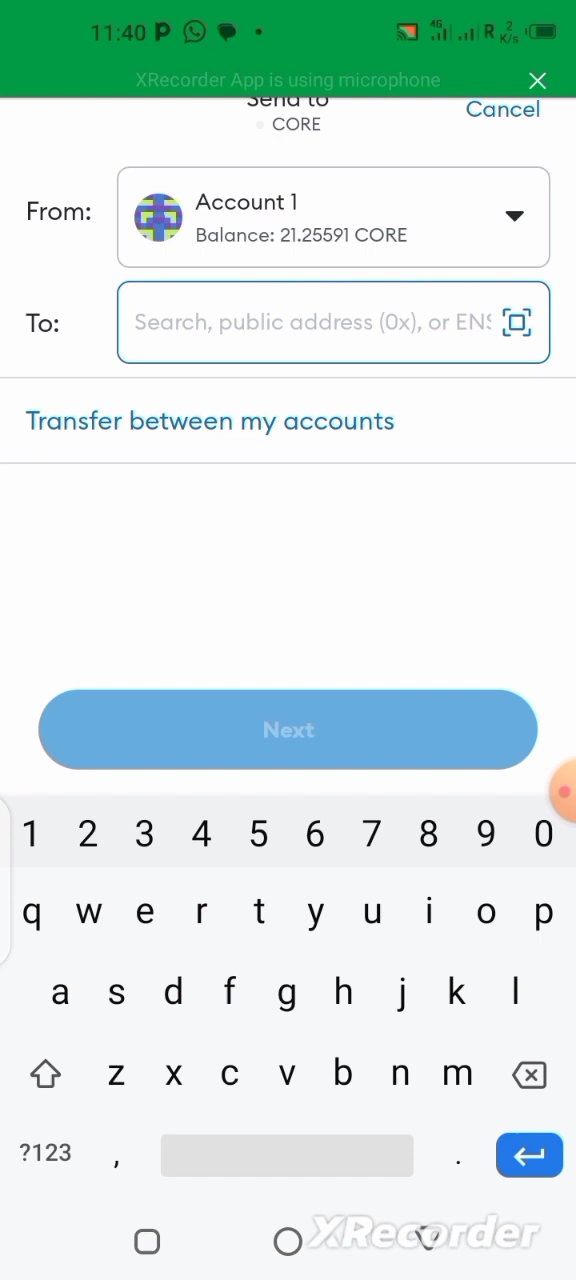 11:40 P 4G R 2 K/s
XRecorder App is using microphone
Send to
Cancel
CORE
From:
Account 1
Balance: 21.25591 CORE
To:
Search, public address (0x), or ENS
Transfer between my accounts
Next
1 2 3 4 5 6 7 8 9 0
q w e r t y u i o p
a s d f g h j k l
z x c v b n m
?123 , .
XRecorder